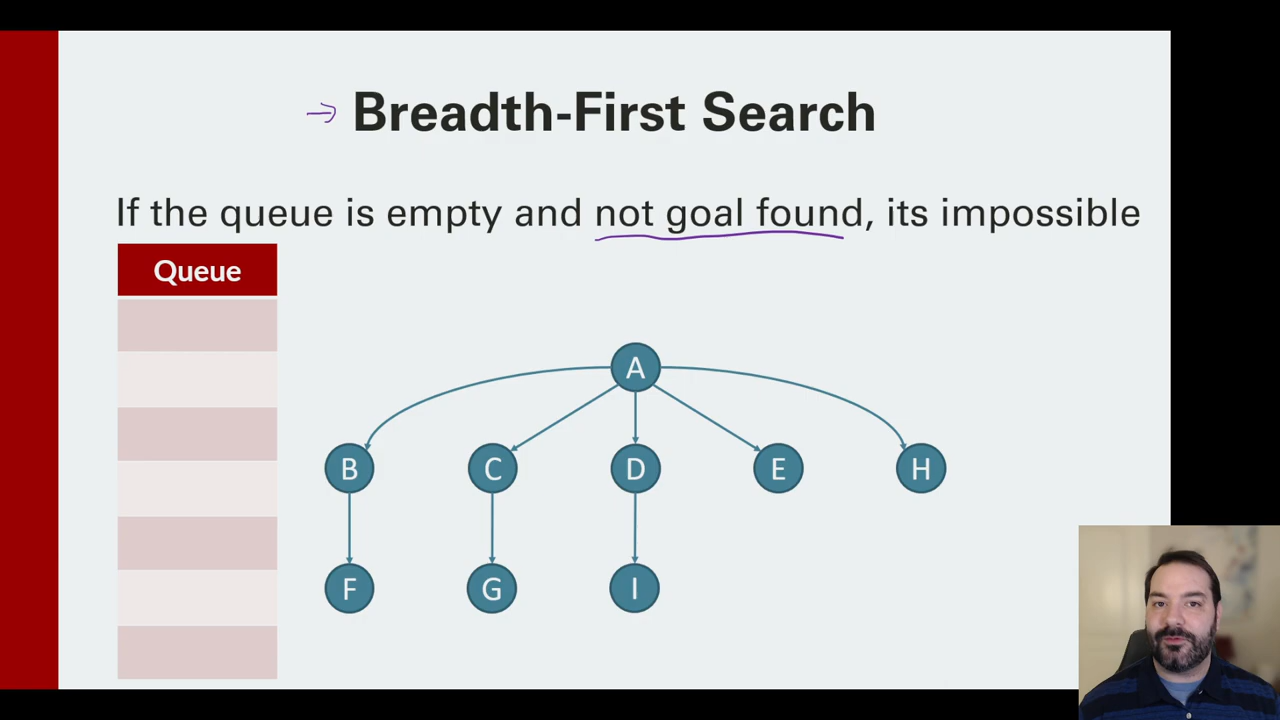 Breadth-First Search
If the queue is empty and not goal found, its impossible
Queue
A
B C D E H
F G I